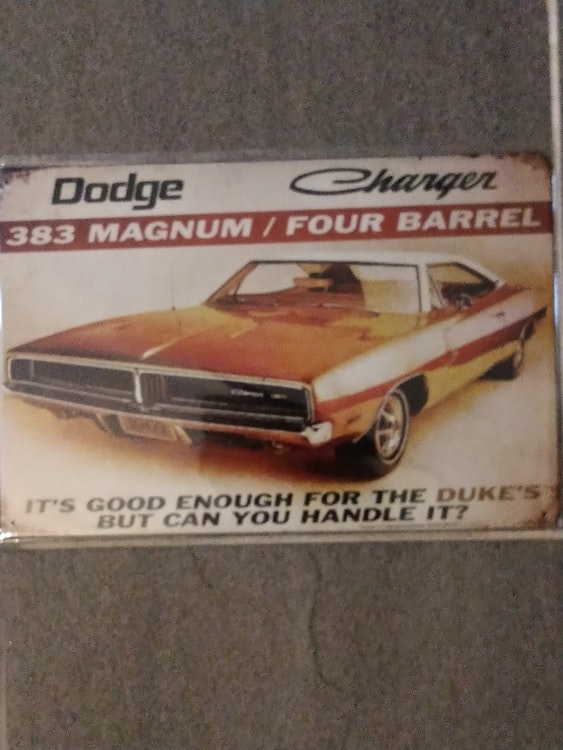 Dodge Charger
383 MAGNUM / FOUR BARREL
IT'S GOOD ENOUGH FOR THE DUKE'S
BUT CAN YOU HANDLE IT?